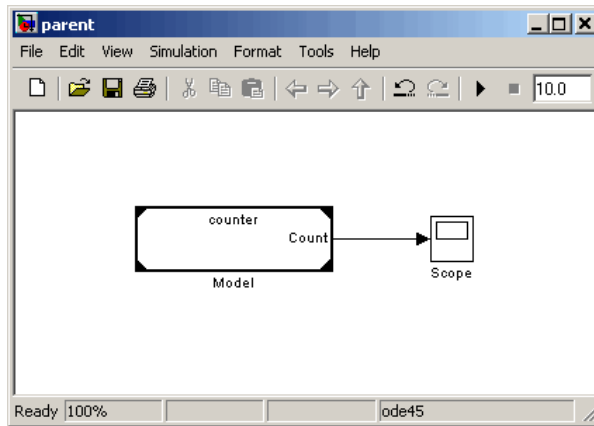 parent
File Edit View Simulation Format Tools Help
10.0
counter
Count
Model
Scope
Ready 100% ode45